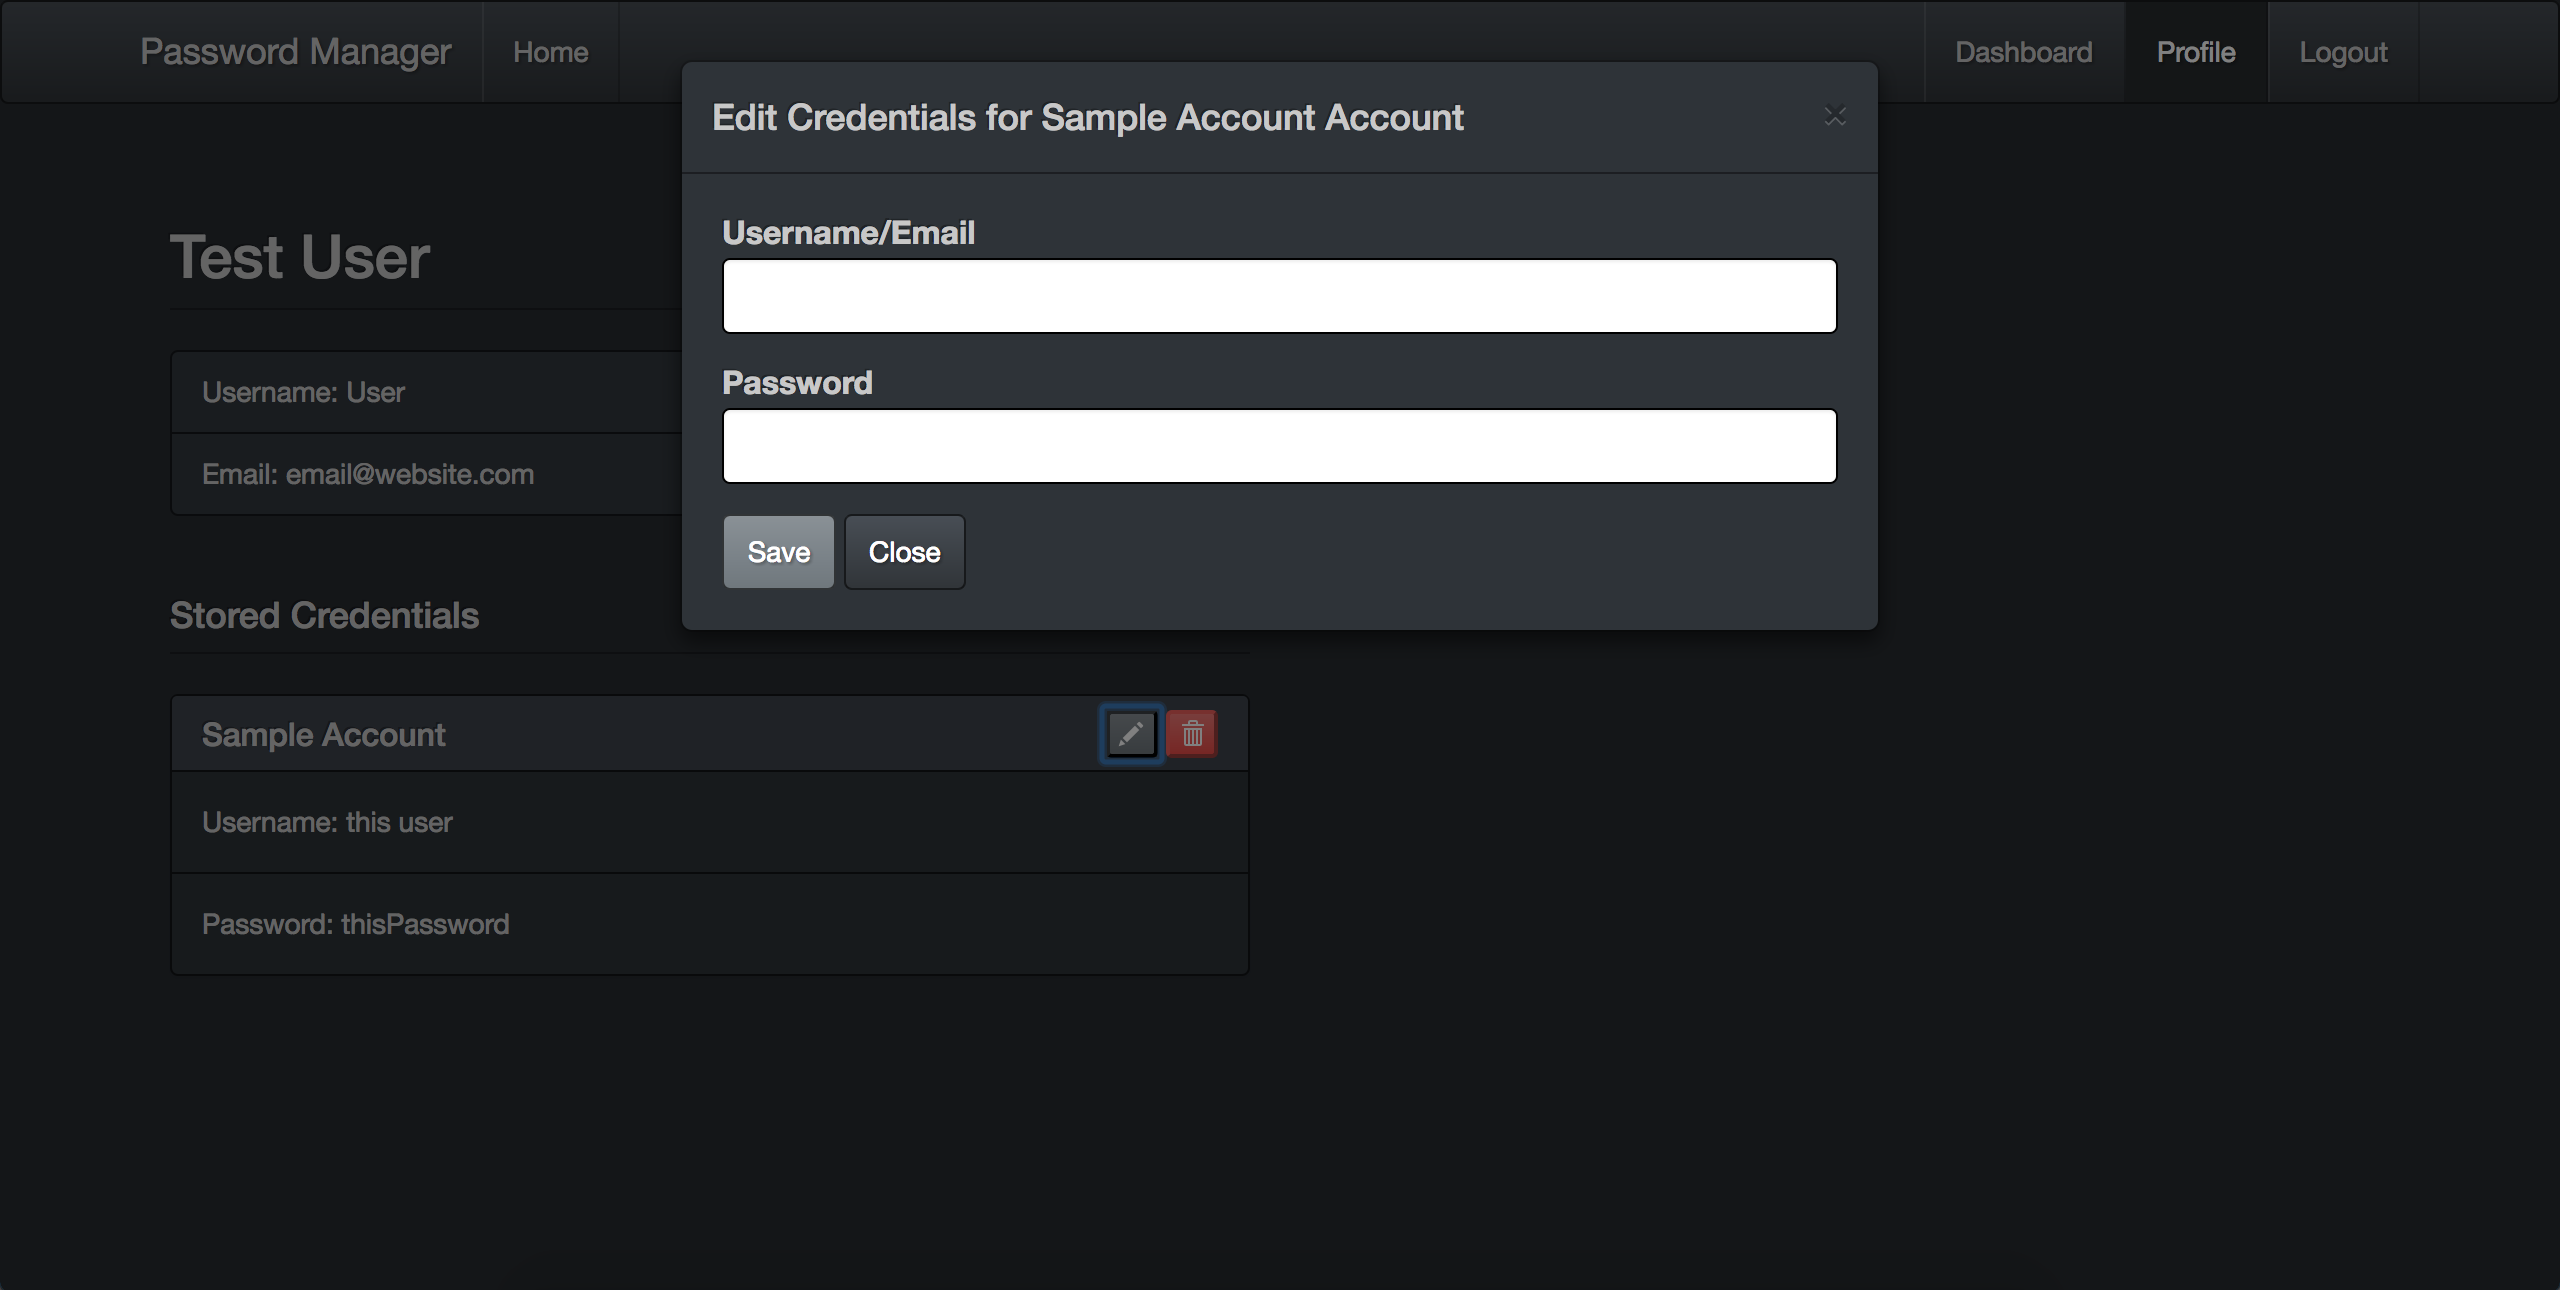 Password Manager
Home
Dashboard
Profile
Logout
Edit Credentials for Sample Account Account
Username/Email
Password
Save
Close
Test User
Username: User
Email: email@website.com
Stored Credentials
Sample Account
Username: this user
Password: thisPassword